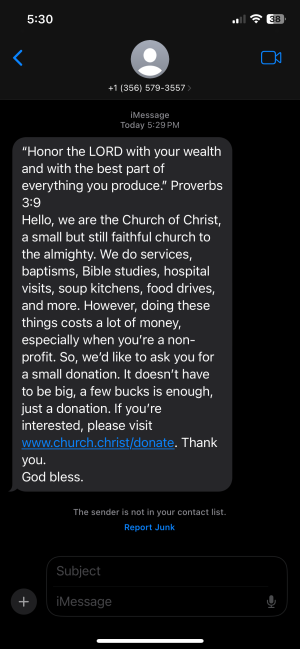 5:30
38
+1 (356) 579-3557
iMessage
Today 5:29 PM
“Honor the LORD with your wealth
and with the best part of
everything you produce.” Proverbs
3:9
Hello, we are the Church of Christ,
a small but still faithful church to
the almighty. We do services,
baptisms, Bible studies, hospital
visits, soup kitchens, food drives,
and more. However, doing these
things costs a lot of money,
especially when you’re a non-
profit. So, we’d like to ask you for
a small donation. It doesn’t have
to be big, a few bucks is enough,
just a donation. If you’re
interested, please visit
www.church.christ/donate. Thank
you.
God bless.
The sender is not in your contact list.
Report Junk
Subject
iMessage